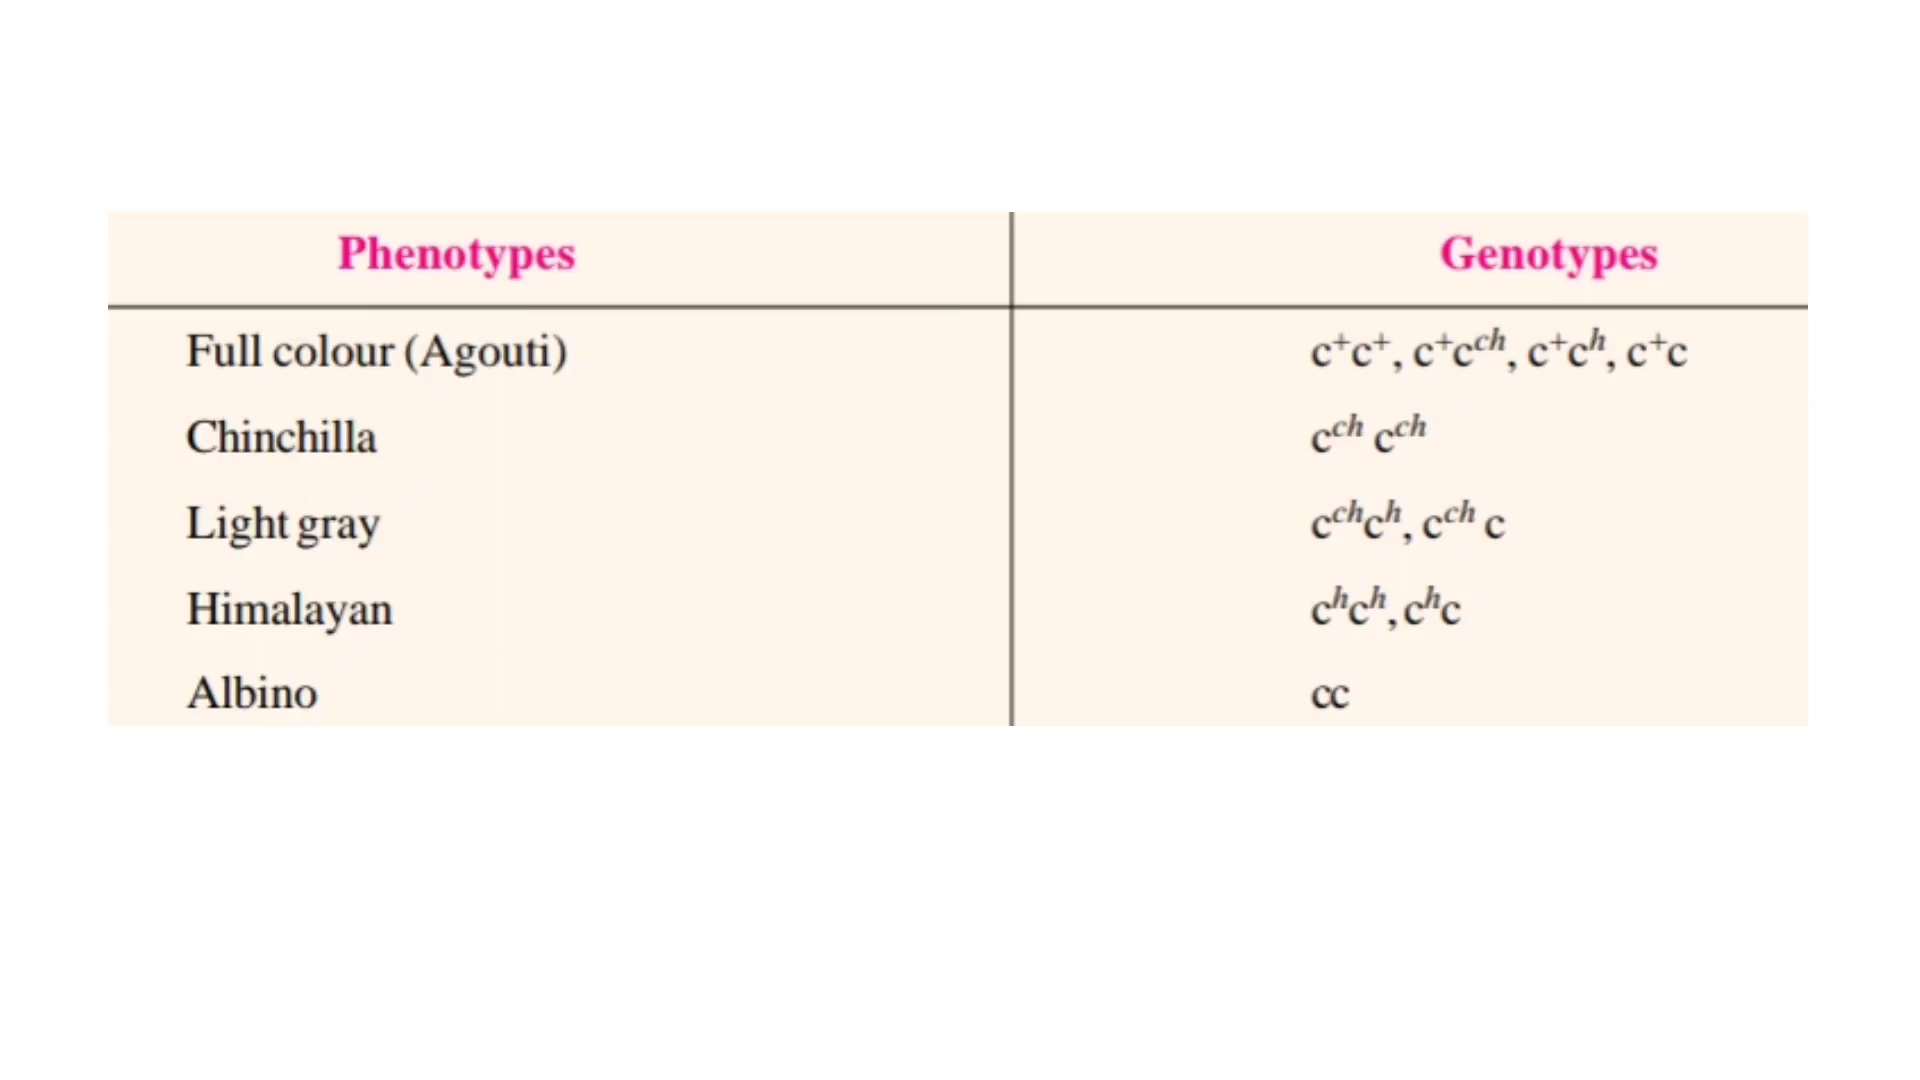 Phenotypes Genotypes
Full colour (Agouti) c⁺c⁺, c⁺cᶜʰ, c⁺cʰ, c⁺c
Chinchilla cᶜʰ cᶜʰ
Light gray cᶜʰcʰ, cᶜʰ c
Himalayan cʰcʰ, cʰc
Albino cc